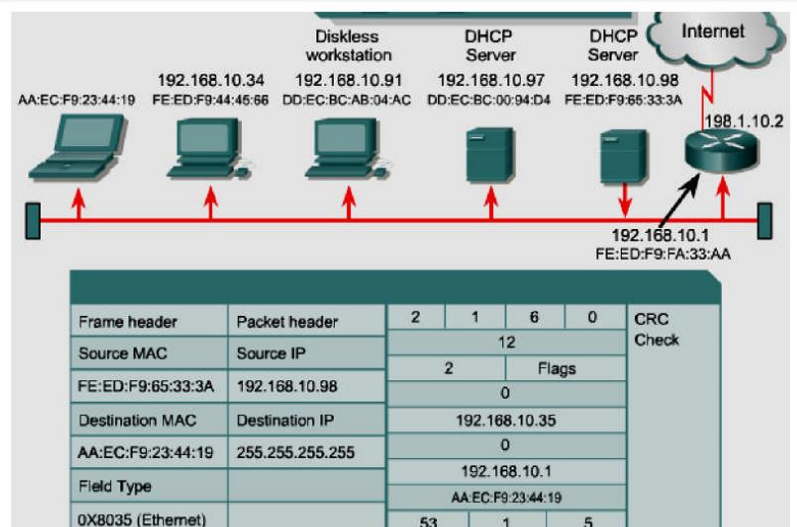 Diskless
workstation
DHCP
Server
DHCP
Server
Internet
192.168.10.34
192.168.10.91
192.168.10.97
192.168.10.98
AA:EC:F9:23:44:19
FE:ED:F9:44:45:66
DD:EC:BC:AB:04:AC
DD:EC:BC:00:94:D4
FE:ED:F9:65:33:3A
198.1.10.2
192.168.10.1
FE:ED:F9:FA:33:AA
Frame header
Packet header
2 1 6 0
CRC
Check
Source MAC
Source IP
12
2 Flags
FE:ED:F9:65:33:3A
192.168.10.98
0
Destination MAC
Destination IP
192.168.10.35
AA:EC:F9:23:44:19
255.255.255.255
0
192.168.10.1
Field Type
AA:EC:F9:23:44:19
0X8035 (Ethernet)
53 1 5